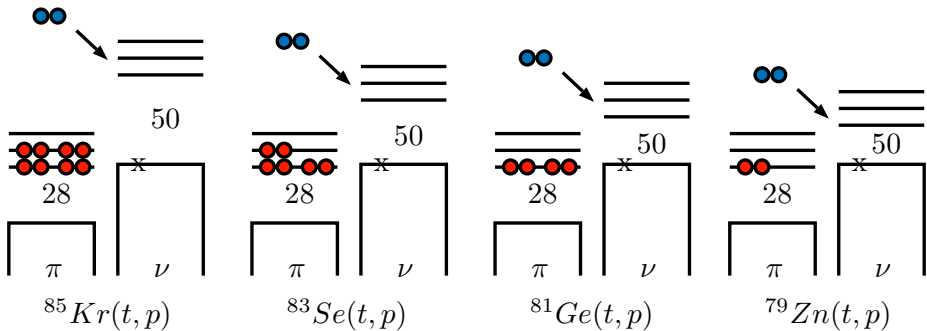 50
50
50
50
x
x
x
x
28
28
28
28
π
ν
π
ν
π
ν
π
ν
⁸⁵Kr(t, p)
⁸³Se(t, p)
⁸¹Ge(t, p)
⁷⁹Zn(t, p)